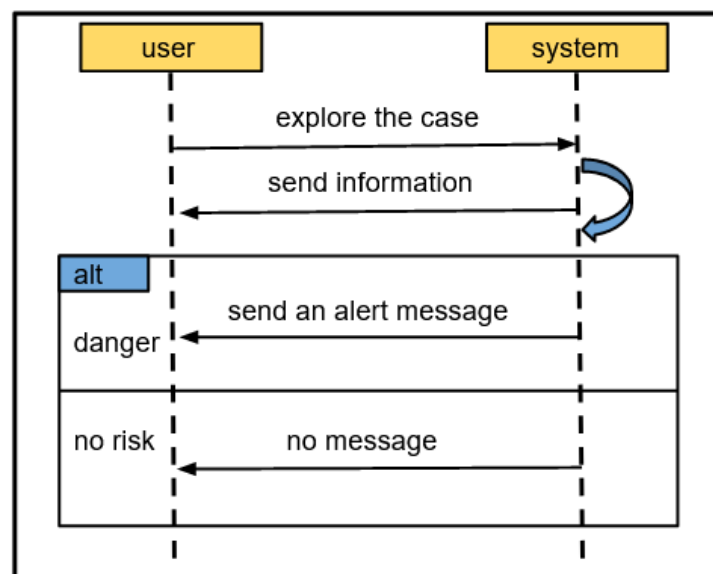 user
system
explore the case
send information
alt
send an alert message
danger
no risk
no message